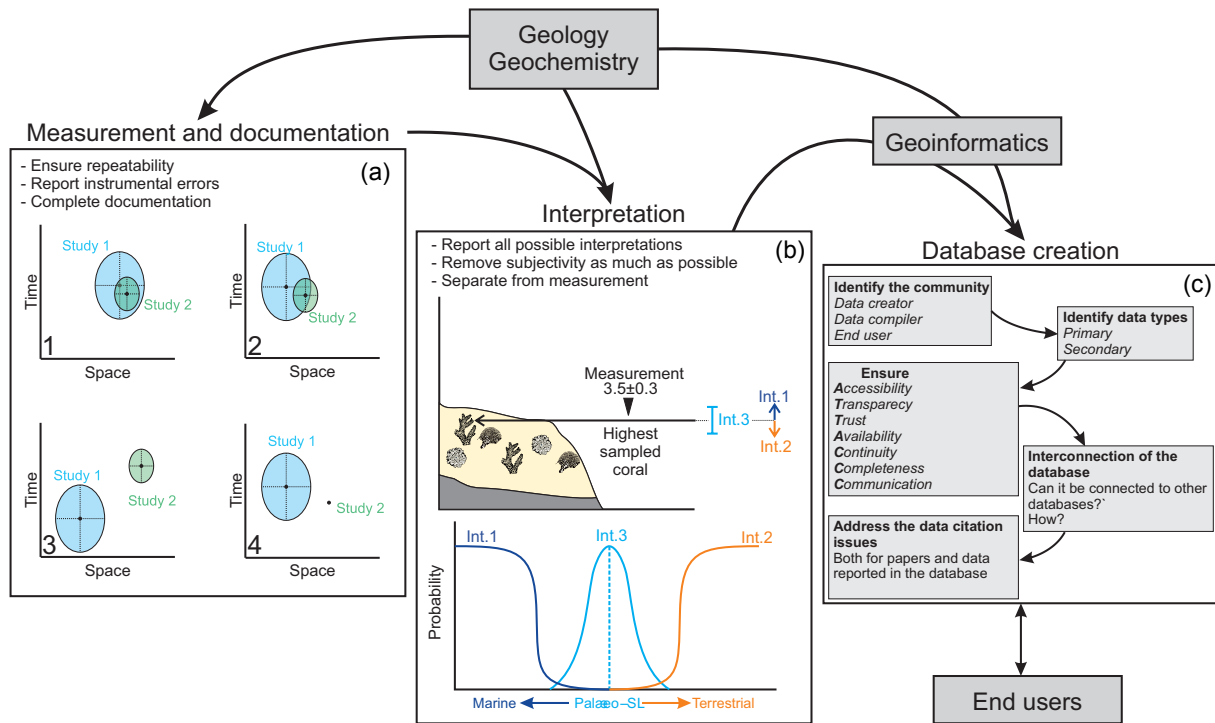 Geology
Geochemistry
Geoinformatics
Measurement and documentation
(a)
- Ensure repeatability
- Report instrumental errors
- Complete documentation
Study 1
Study 2
Time
1
Space
Study 1
Study 2
Time
2
Space
Study 1
Study 2
Time
3
Space
Study 1
Study 2
Time
4
Space
Interpretation
(b)
- Report all possible interpretations
- Remove subjectivity as much as possible
- Separate from measurement
Measurement
3.5±0.3
Int.1
Int.3
Int.2
Highest
sampled
coral
Int.1
Int.3
Int.2
Probability
Marine
Palæo–SL
Terrestrial
Database creation
(c)
Identify the community
Data creator
Data compiler
End user
Identify data types
Primary
Secondary
Ensure
Accessibility
Transparecy
Trust
Availability
Continuity
Completeness
Communication
Interconnection of the
database
Can it be connected to other
databases?`
How?
Address the data citation
issues
Both for papers and data
reported in the database
End users